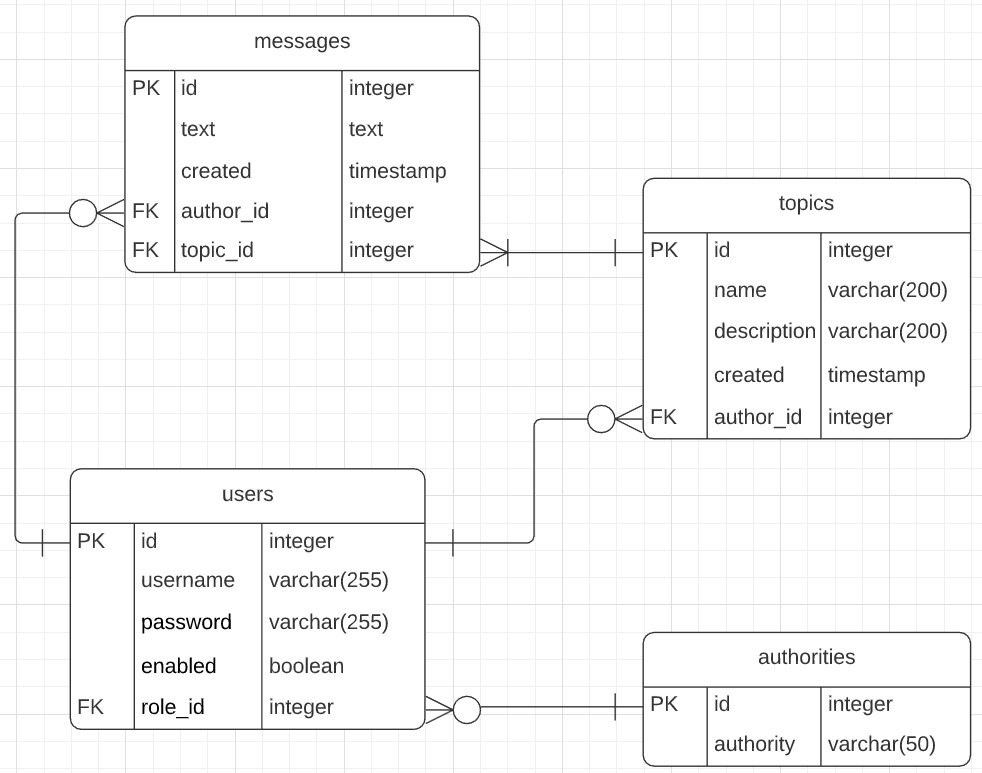 messages
PK id integer
text text
created timestamp
FK author_id integer
FK topic_id integer
topics
PK id integer
name varchar(200)
description varchar(200)
created timestamp
FK author_id integer
users
PK id integer
username varchar(255)
password varchar(255)
enabled boolean
FK role_id integer
authorities
PK id integer
authority varchar(50)